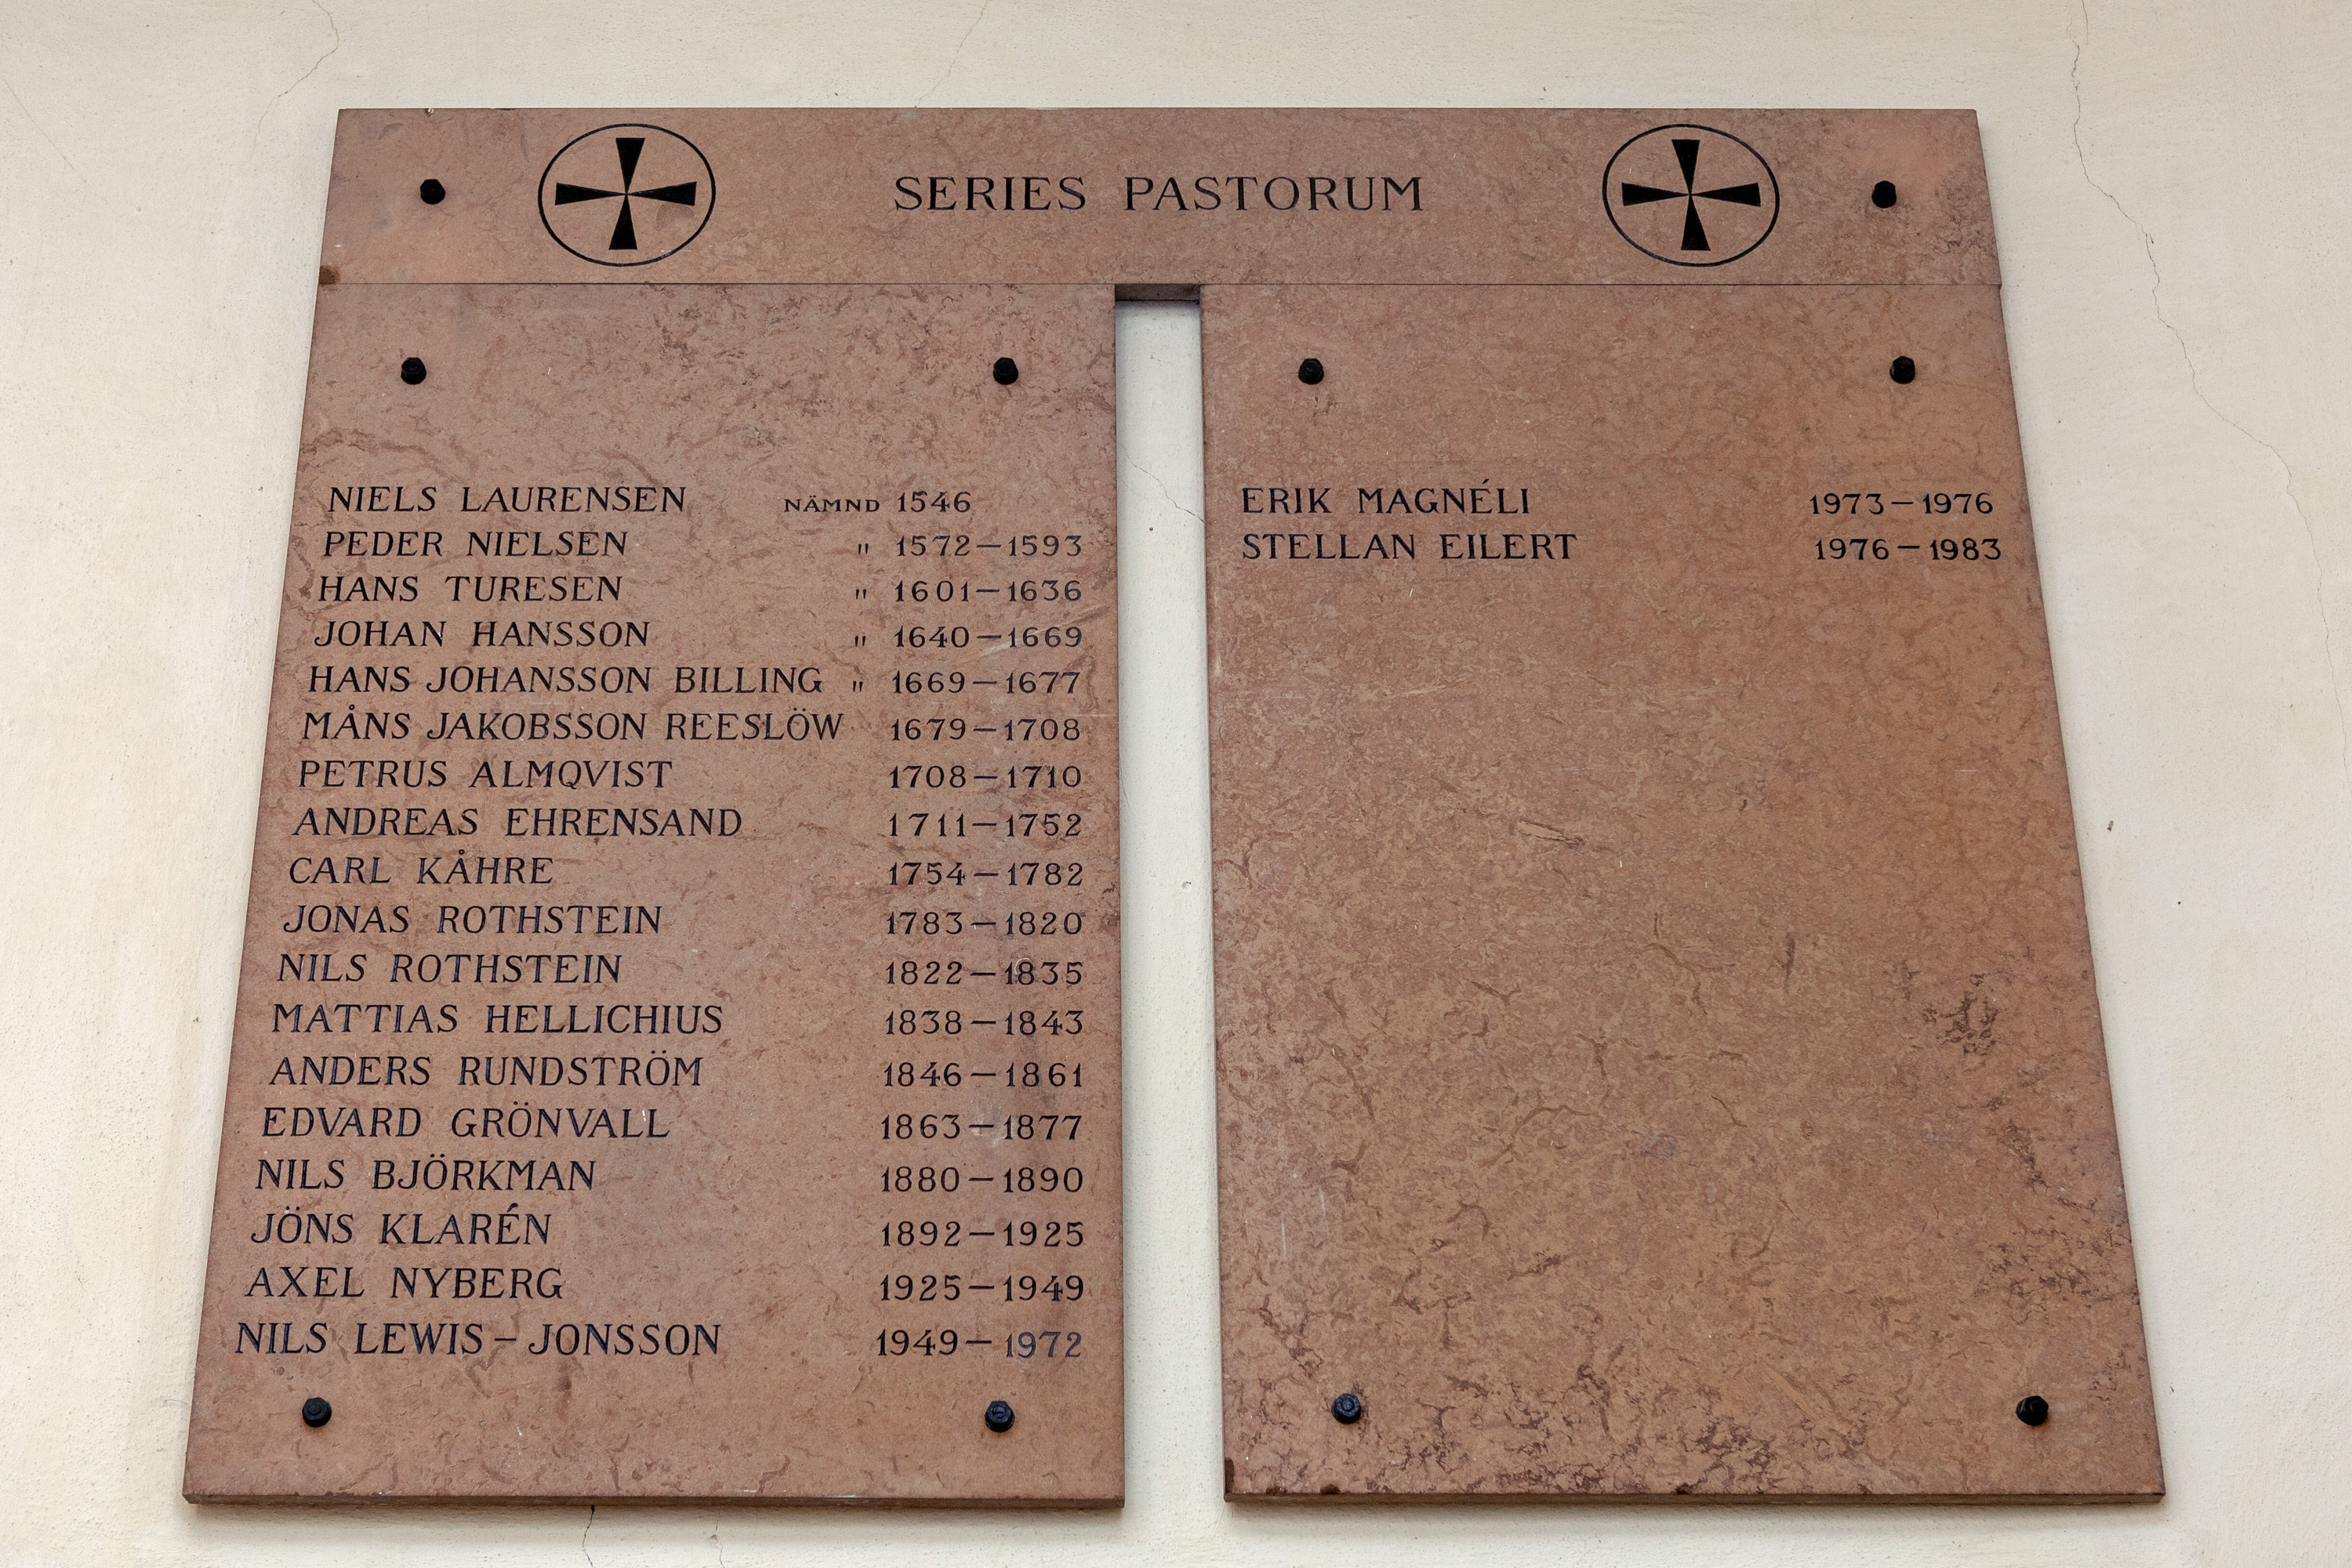 SERIES PASTORUM
NIELS LAURENSEN NÄMND 1546
PEDER NIELSEN " 1572–1593
HANS TURESEN " 1601–1636
JOHAN HANSSON " 1640–1669
HANS JOHANSSON BILLING " 1669–1677
MÅNS JAKOBSSON REESLÖW 1679–1708
PETRUS ALMQVIST 1708–1710
ANDREAS EHRENSAND 1711–1752
CARL KÅHRE 1754–1782
JONAS ROTHSTEIN 1783–1820
NILS ROTHSTEIN 1822–1835
MATTIAS HELLICHIUS 1838–1843
ANDERS RUNDSTRÖM 1846–1861
EDVARD GRÖNVALL 1863–1877
NILS BJÖRKMAN 1880–1890
JÖNS KLARÉN 1892–1925
AXEL NYBERG 1925–1949
NILS LEWIS–JONSSON 1949–1972
ERIK MAGNÉLI 1973–1976
STELLAN EILERT 1976–1983